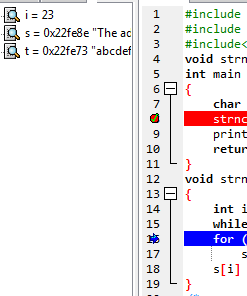 i = 23
s = 0x22fe8e "The ad
t = 0x22fe73 "abcdef
1 #include
2 #include
3 #include<
4 void strn
5 int main
6 {
7 char
8 strnc
9 print
10 retur
11 }
12 void strn
13 {
14 int i
15 while
16 for (
17 s
18 s[i]
19 }